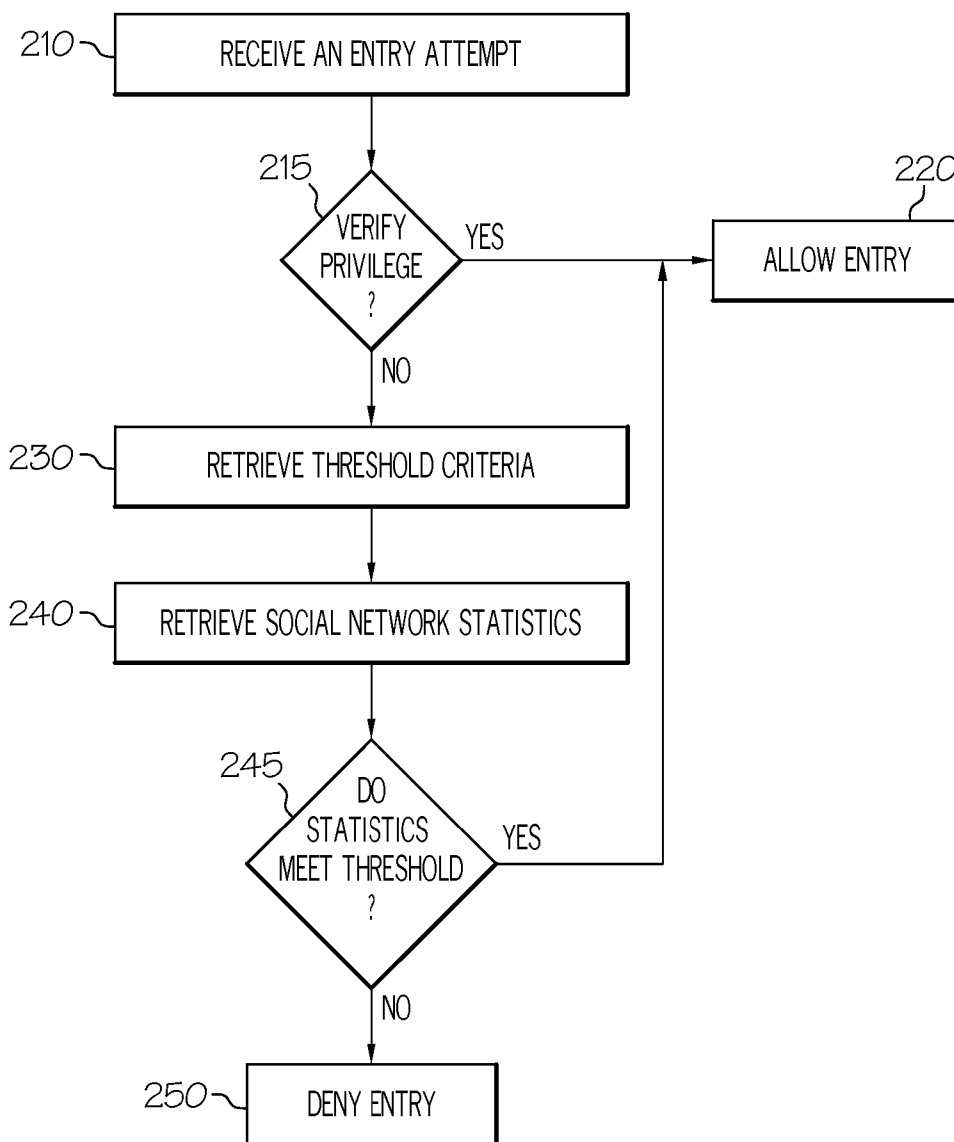 210
RECEIVE AN ENTRY ATTEMPT
215
VERIFY
PRIVILEGE
?
YES
220
ALLOW ENTRY
NO
230
RETRIEVE THRESHOLD CRITERIA
240
RETRIEVE SOCIAL NETWORK STATISTICS
245
DO
STATISTICS
MEET THRESHOLD
?
YES
NO
250
DENY ENTRY